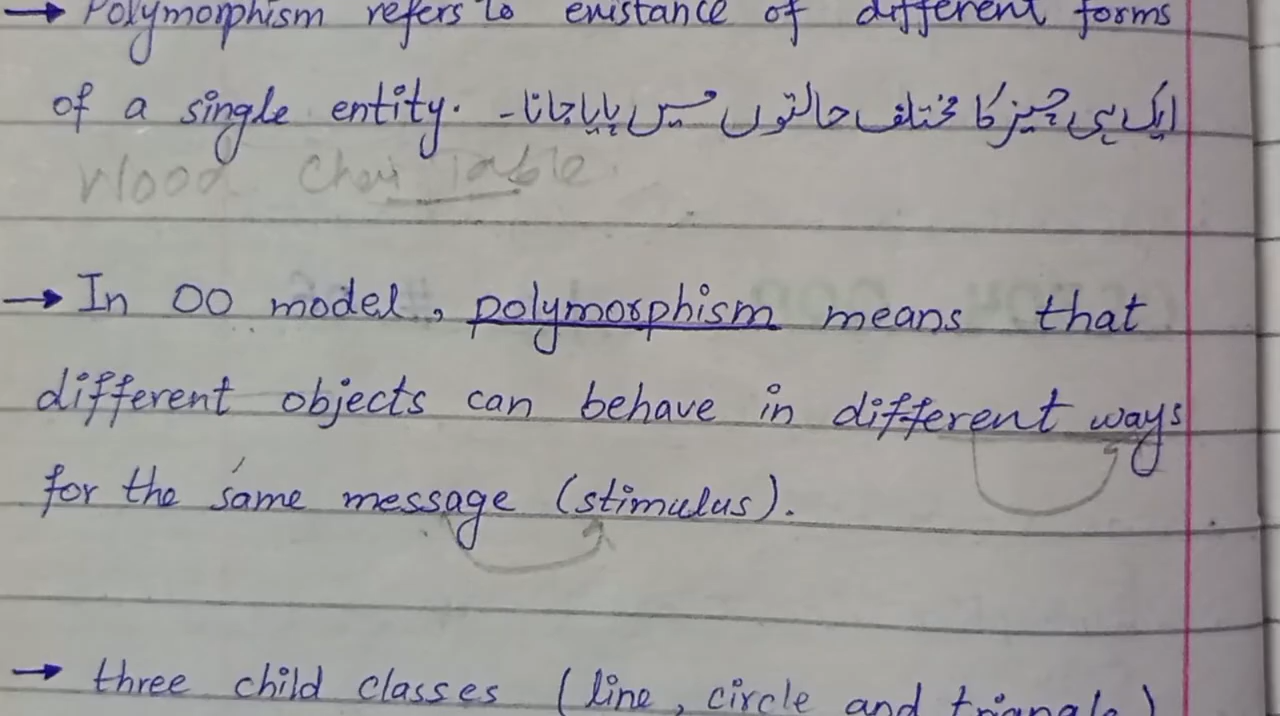 → Polymorphism refers to existance of different forms
of a single entity. ایک ہی چیز کا مختلف حالتوں میں پایا جانا۔
Wood Chair Table
→ In OO model, polymorphism means that
different objects can behave in different ways
for the same message (stimulus).
→ three child classes (line, circle and triangle)